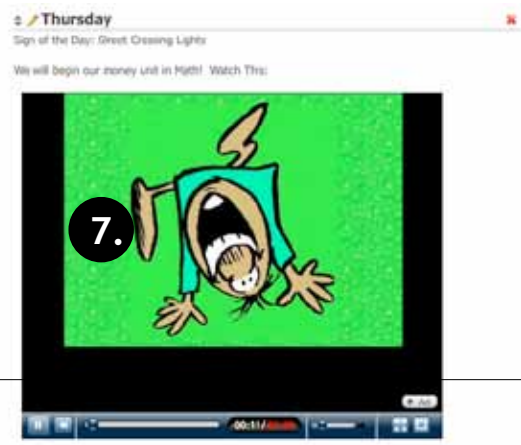 Thursday
Sign of the Day: Street Crossing Lights
We will begin our money unit in Math! Watch This:
7.
Ad
00:11/